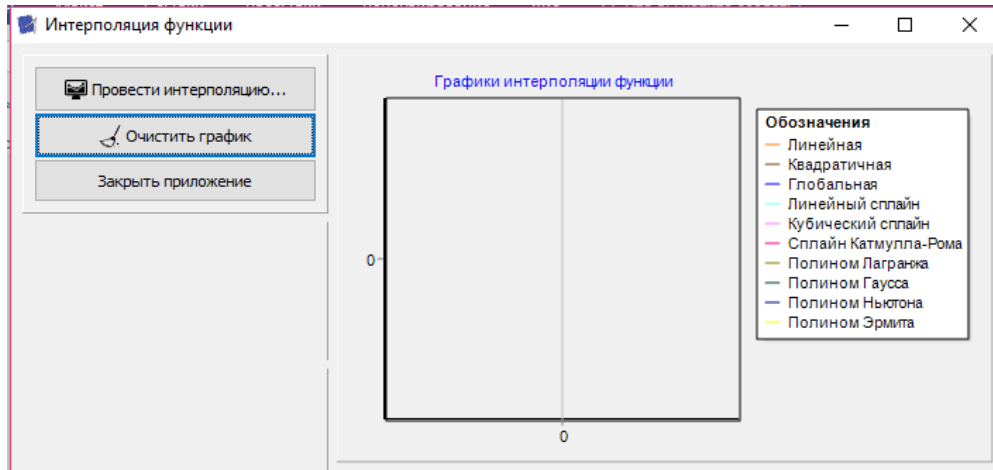 Интерполяция функции
Провести интерполяцию...
Очистить график
Закрыть приложение
Графики интерполяции функции
0
0
Обозначения
Линейная
Квадратичная
Глобальная
Линейный сплайн
Кубический сплайн
Сплайн Катмулла-Рома
Полином Лагранжа
Полином Гаусса
Полином Ньютона
Полином Эрмита